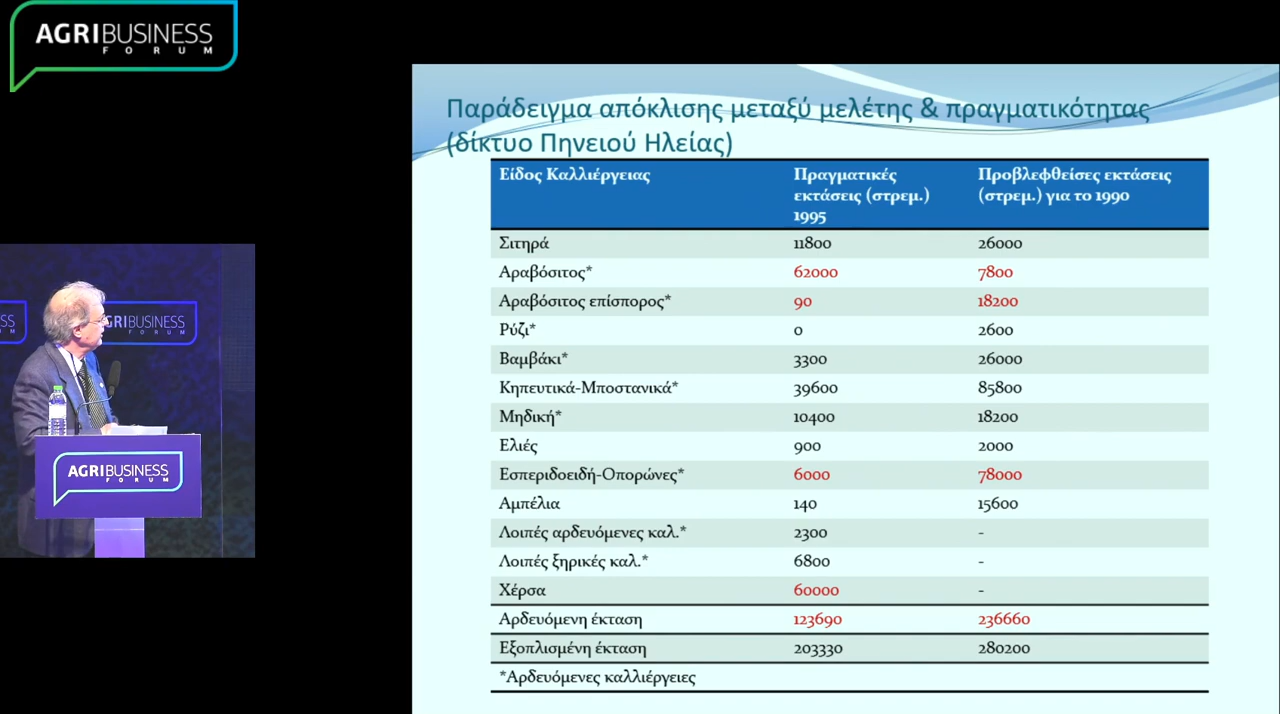 AGRIBUSINESS
FORUM
Παράδειγμα απόκλισης μεταξύ μελέτης & πραγματικότητας
(δίκτυο Πηνειού Ηλείας)
Είδος Καλλιέργειας Πραγματικές εκτάσεις (στρεμ.) 1995 Προβλεφθείσες εκτάσεις (στρεμ.) για το 1990
Σιτηρά 11800 26000
Αραβόσιτος* 62000 7800
Αραβόσιτος επίσπορος* 90 18200
Ρύζι* 0 2600
Βαμβάκι* 3300 26000
Κηπευτικά-Μποστανικά* 39600 85800
Μηδική* 10400 18200
Ελιές 900 2000
Εσπεριδοειδή-Οπορώνες* 6000 78000
Αμπέλια 140 15600
Λοιπές αρδευόμενες καλ.* 2300 -
Λοιπές ξηρικές καλ.* 6800 -
Χέρσα 60000 -
Αρδευόμενη έκταση 123690 236660
Εξοπλισμένη έκταση 203330 280200
*Αρδευόμενες καλλιέργειες
SS
M
AGRIBUSINESS
FORUM
AGRIBUSINESS
FORUM